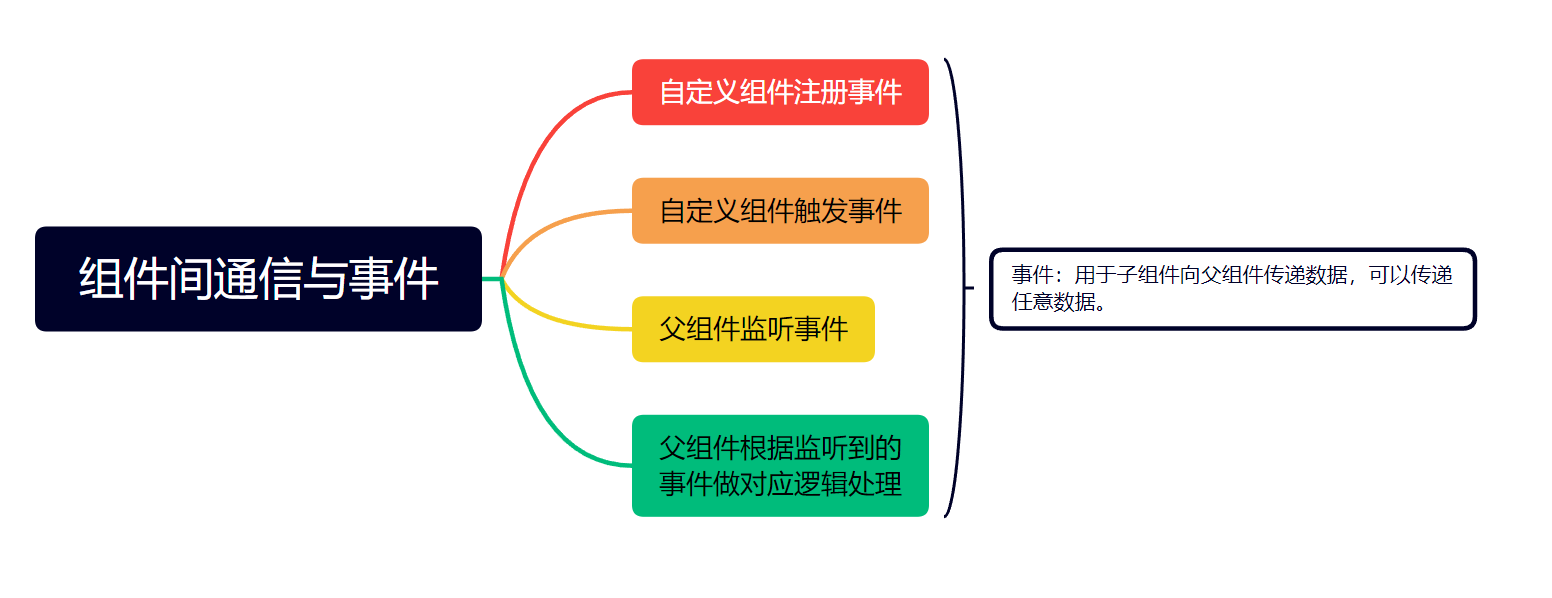 组件间通信与事件
自定义组件注册事件
自定义组件触发事件
父组件监听事件
父组件根据监听到的
事件做对应逻辑处理
事件：用于子组件向父组件传递数据，可以传递
任意数据。